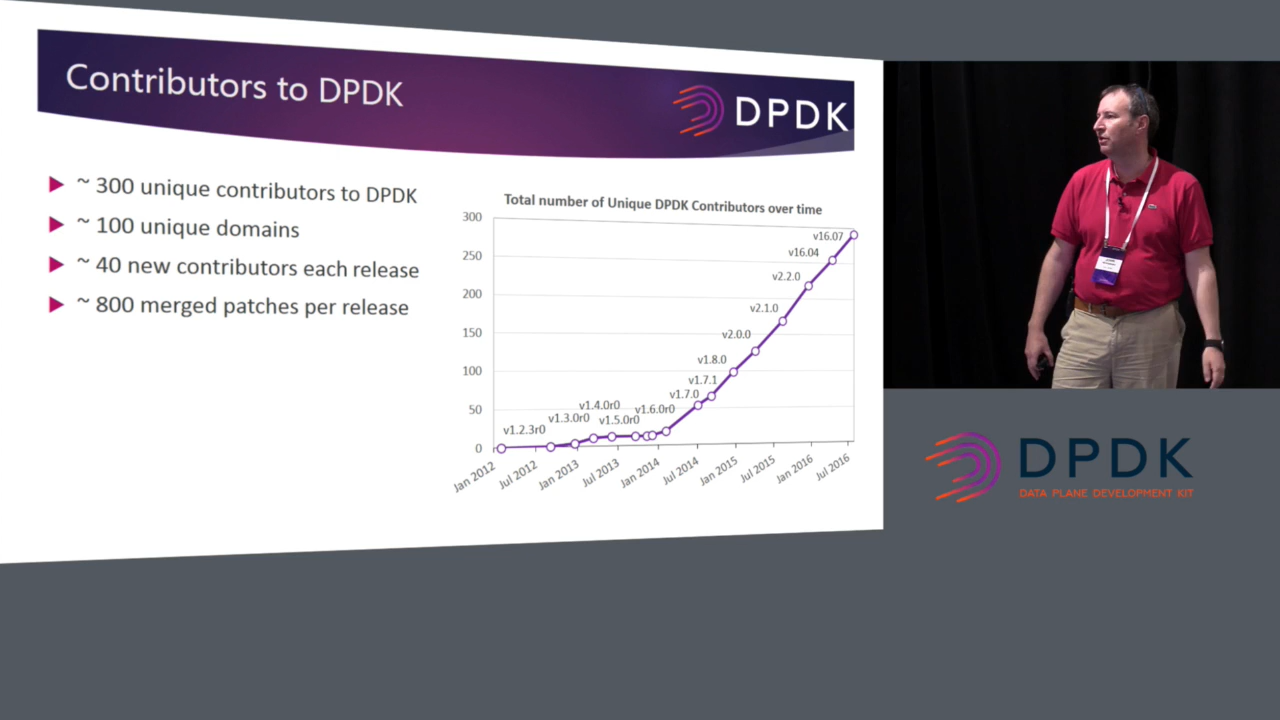 Contributors to DPDK
DPDK
~ 300 unique contributors to DPDK
~ 100 unique domains
~ 40 new contributors each release
~ 800 merged patches per release
Total number of Unique DPDK Contributors over time
300
250
200
150
100
50
0
v1.2.3r0
v1.3.0r0
v1.4.0r0
v1.5.0r0
v1.6.0r0
v1.7.0
v1.7.1
v1.8.0
v2.0.0
v2.1.0
v2.2.0
v16.04
v16.07
Jan 2012
Jul 2012
Jan 2013
Jul 2013
Jan 2014
Jul 2014
Jan 2015
Jul 2015
Jan 2016
Jul 2016
DPDK
DATA PLANE DEVELOPMENT KIT